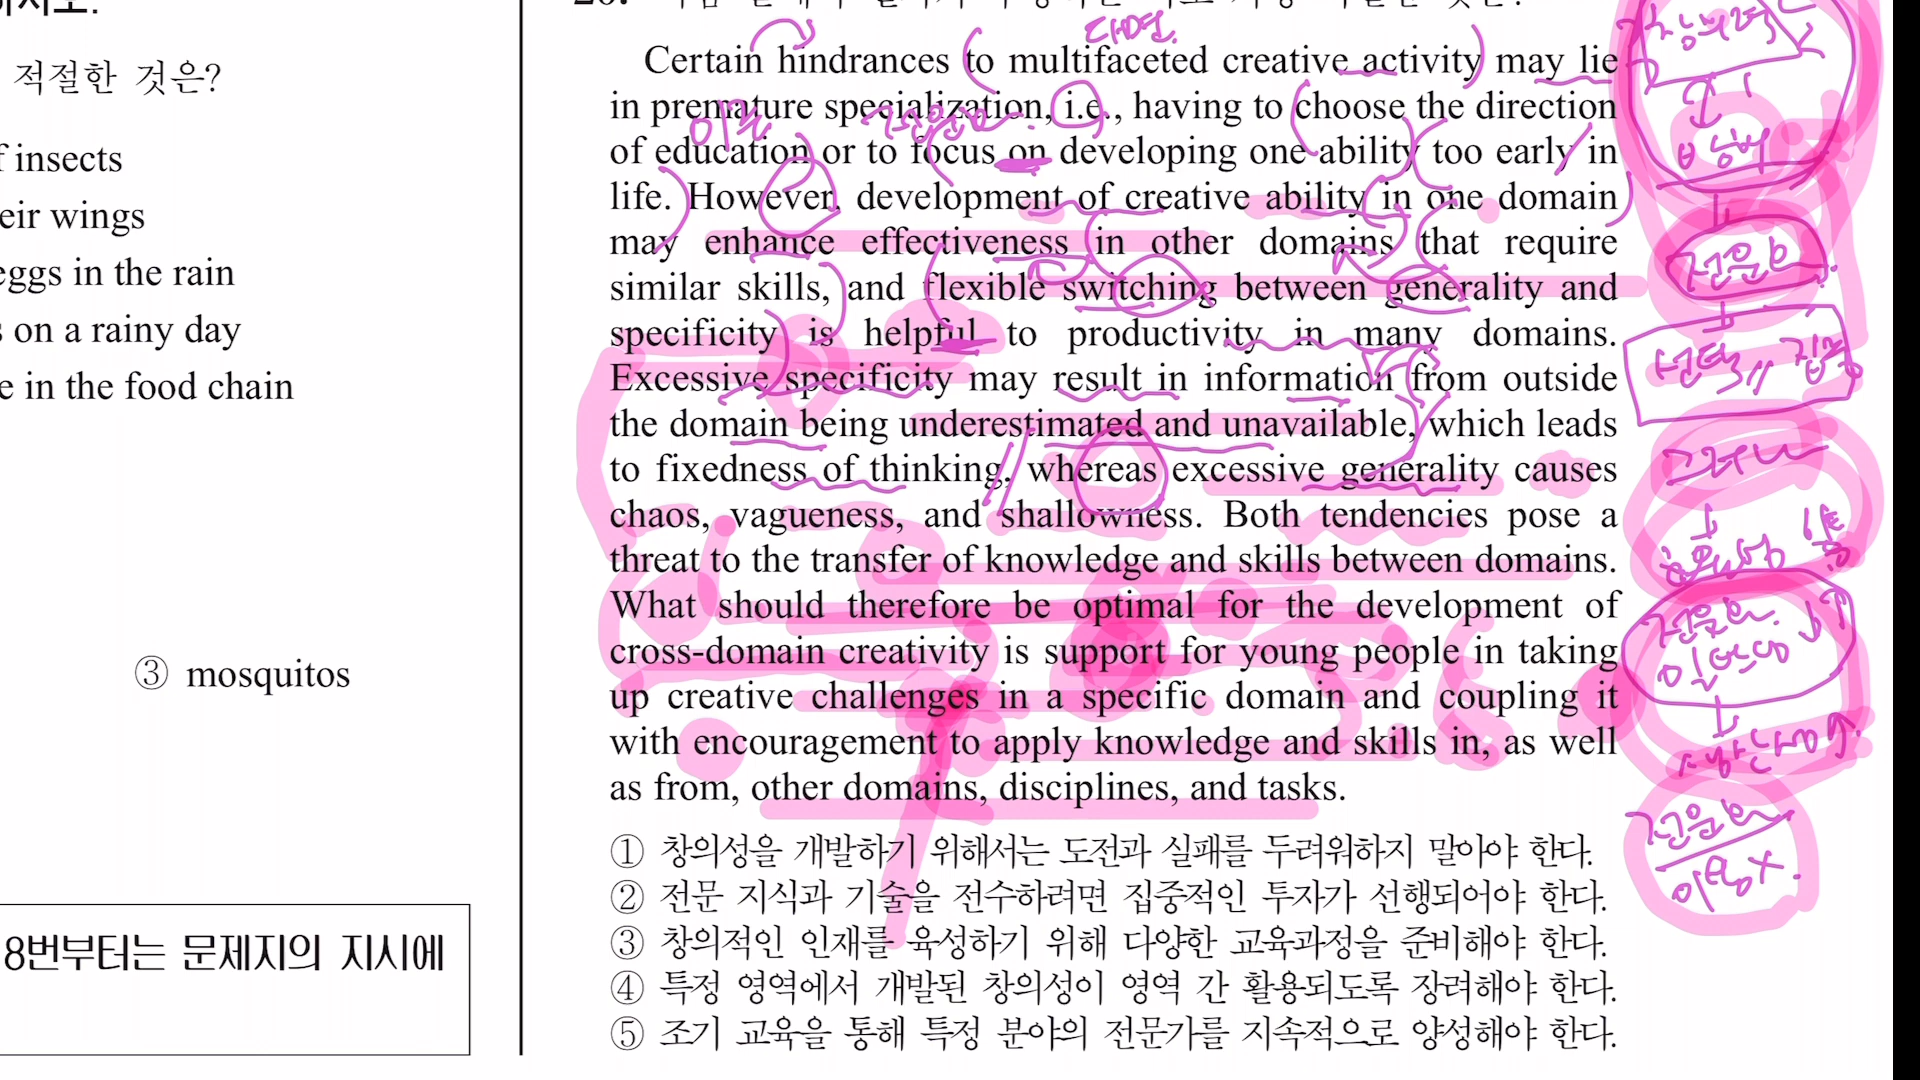 적절한 것은?
insects
eir wings
eggs in the rain
on a rainy day
e in the food chain
③ mosquitos
8번부터는 문제지의 지시에
대면.
Certain hindrances to multifaceted creative activity may lie
in premature specialization, i.e., having to choose the direction
of education or to focus on developing one ability too early in
life. However, development of creative ability in one domain
may enhance effectiveness in other domains that require
similar skills, and flexible switching between generality and
specificity is helpful to productivity in many domains.
Excessive specificity may result in information from outside
the domain being underestimated and unavailable, which leads
to fixedness of thinking, whereas excessive generality causes
chaos, vagueness, and shallowness. Both tendencies pose a
threat to the transfer of knowledge and skills between domains.
What should therefore be optimal for the development of
cross-domain creativity is support for young people in taking
up creative challenges in a specific domain and coupling it
with encouragement to apply knowledge and skills in, as well
as from, other domains, disciplines, and tasks.
① 창의성을 개발하기 위해서는 도전과 실패를 두려워하지 말아야 한다.
② 전문 지식과 기술을 전수하려면 집중적인 투자가 선행되어야 한다.
③ 창의적인 인재를 육성하기 위해 다양한 교육과정을 준비해야 한다.
④ 특정 영역에서 개발된 창의성이 영역 간 활용되도록 장려해야 한다.
⑤ 조기 교육을 통해 특정 분야의 전문가를 지속적으로 양성해야 한다.
그러나